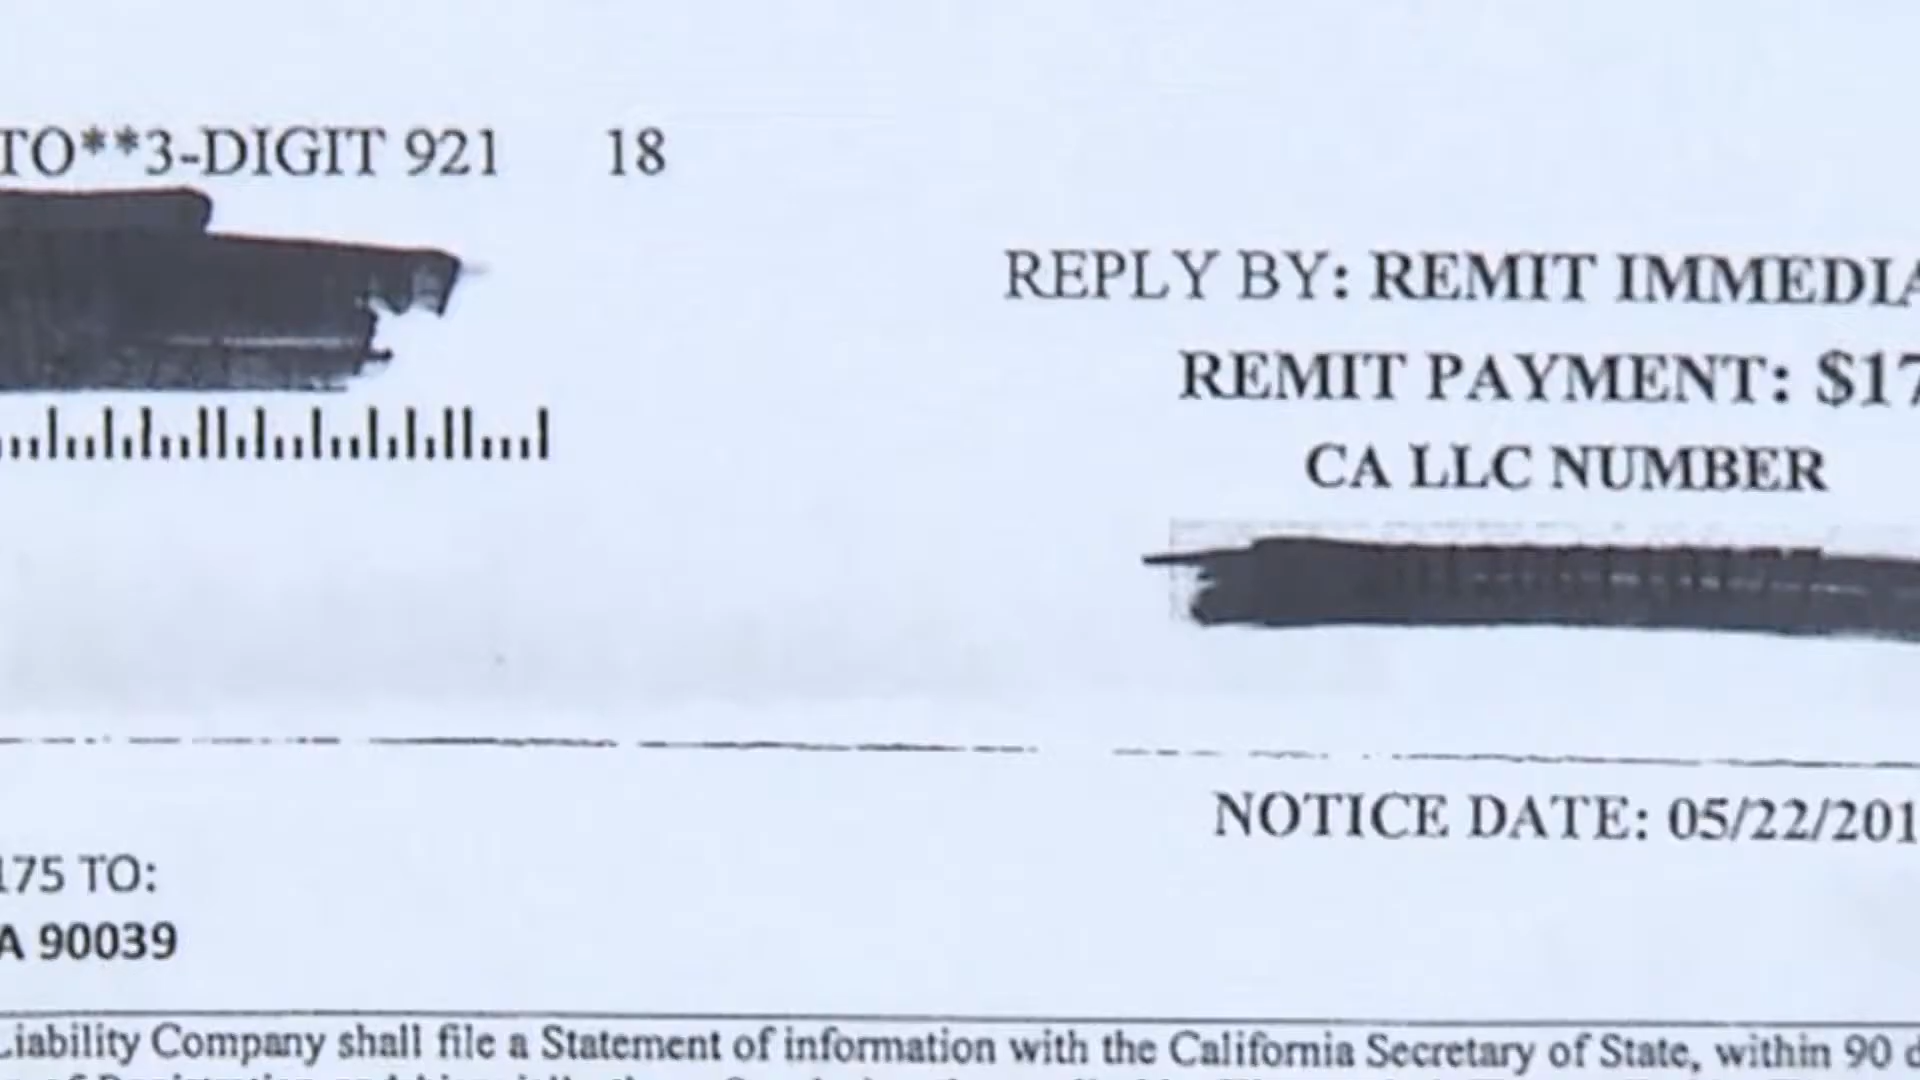 TO**3-DIGIT 921 18
REPLY BY: REMIT IMMEDIA
REMIT PAYMENT: $17
CA LLC NUMBER
NOTICE DATE: 05/22/201
175 TO:
A 90039
Liability Company shall file a Statement of information with the California Secretary of State, within 90 d